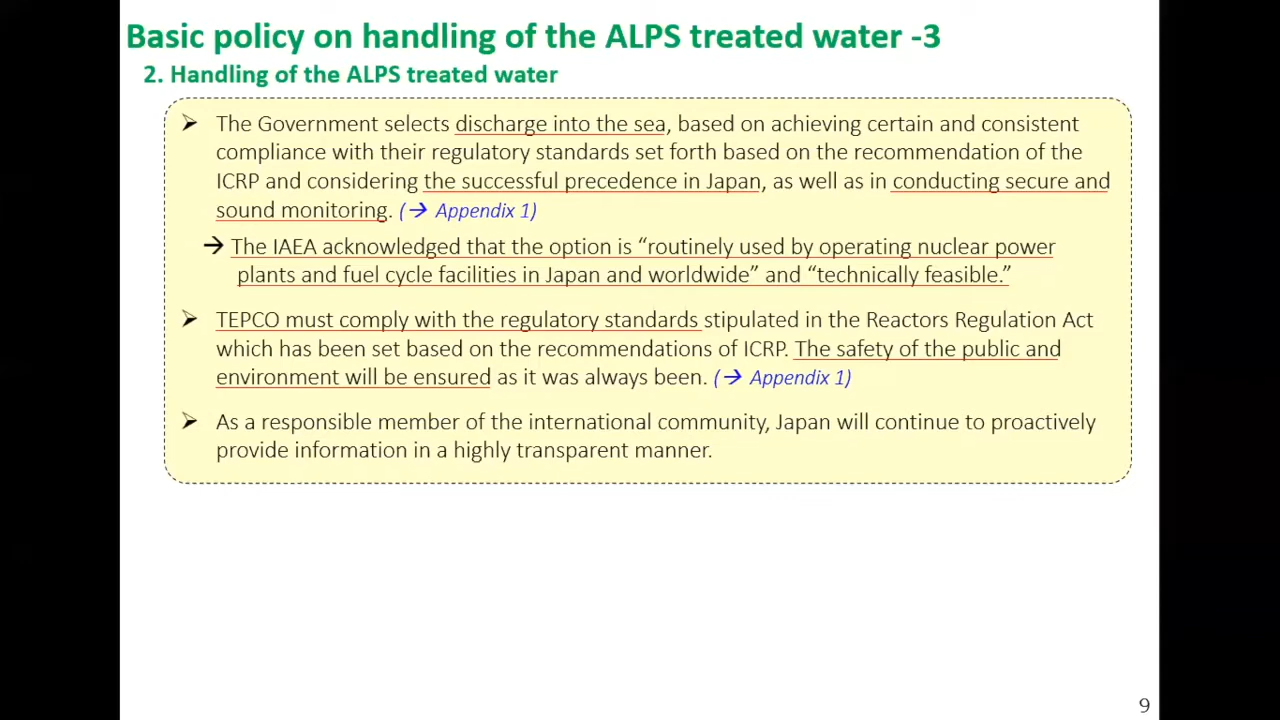 Basic policy on handling of the ALPS treated water -3
2. Handling of the ALPS treated water
➢ The Government selects discharge into the sea, based on achieving certain and consistent
compliance with their regulatory standards set forth based on the recommendation of the
ICRP and considering the successful precedence in Japan, as well as in conducting secure and
sound monitoring. (→ Appendix 1)
→ The IAEA acknowledged that the option is “routinely used by operating nuclear power
plants and fuel cycle facilities in Japan and worldwide” and “technically feasible.”
➢ TEPCO must comply with the regulatory standards stipulated in the Reactors Regulation Act
which has been set based on the recommendations of ICRP. The safety of the public and
environment will be ensured as it was always been. (→ Appendix 1)
➢ As a responsible member of the international community, Japan will continue to proactively
provide information in a highly transparent manner.
9